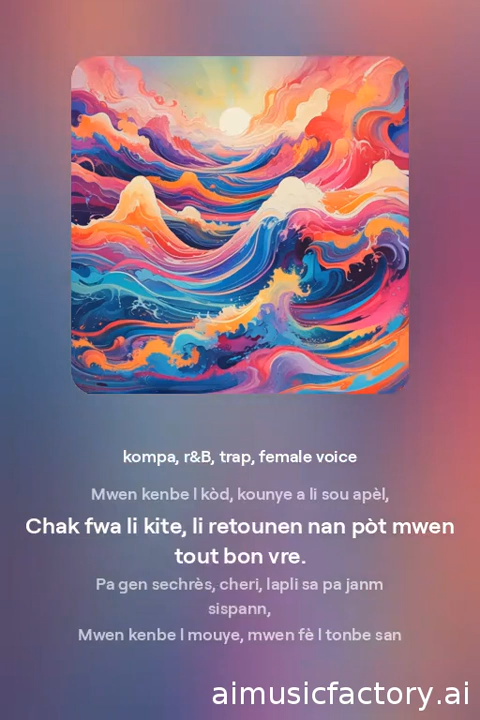 kompa, r&B, trap, female voice
Mwen kenbe l kòd, kounye a li sou apèl,
Chak fwa li kite, li retounen nan pòt mwen
tout bon vre.
Pa gen sechrès, cheri, lapli sa pa janm
sispann,
Mwen kenbe l mouye, mwen fè l tonbe san
aimusicfactory.ai